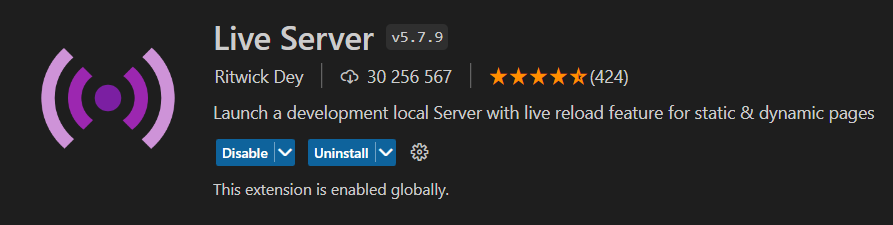 Live Server v5.7.9
Ritwick Dey 30 256 567 (424)
Launch a development local Server with live reload feature for static & dynamic pages
Disable Uninstall
This extension is enabled globally.